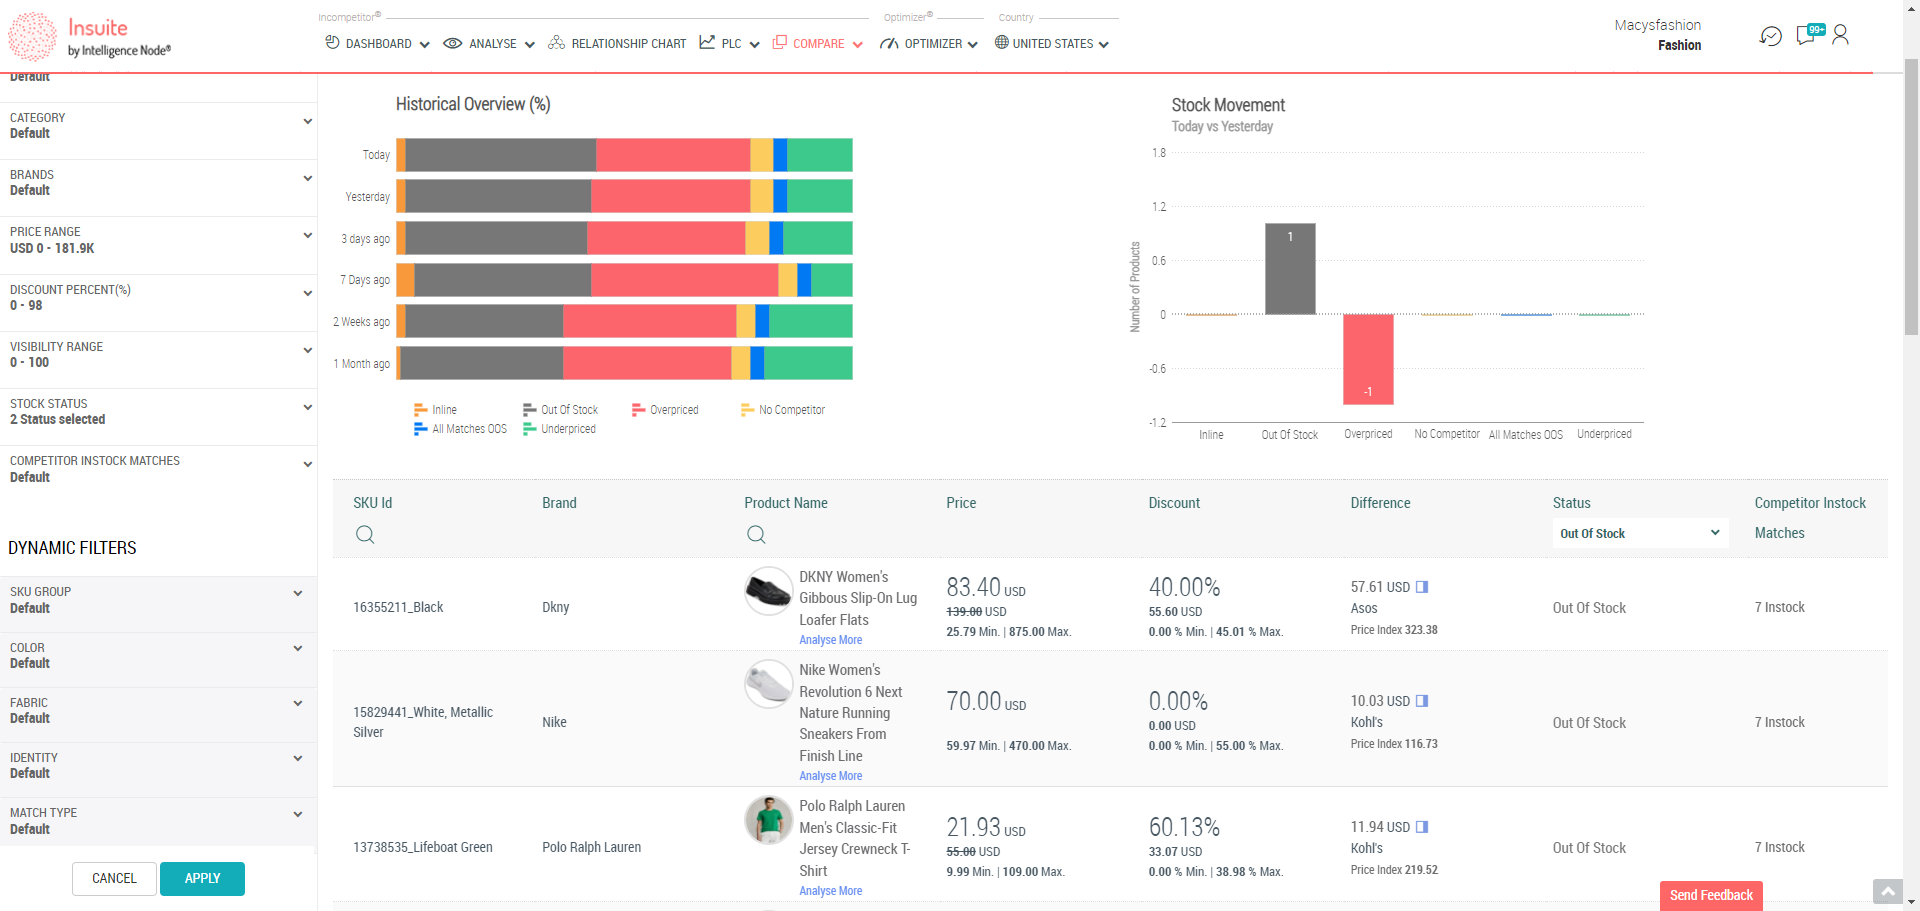 Insuite
by Intelligence Node®
Incompetitor®
Optimizer®
Country
DASHBOARD
ANALYSE
RELATIONSHIP CHART
PLC
COMPARE
OPTIMIZER
UNITED STATES
Macysfashion
Fashion
99+
Default
CATEGORY
Default
BRANDS
Default
PRICE RANGE
USD 0 - 181.9K
DISCOUNT PERCENT(%)
0 - 98
VISIBILITY RANGE
0 - 100
STOCK STATUS
2 Status selected
COMPETITOR INSTOCK MATCHES
Default
DYNAMIC FILTERS
SKU GROUP
Default
COLOR
Default
FABRIC
Default
IDENTITY
Default
MATCH TYPE
Default
CANCEL
APPLY
Historical Overview (%)
Today
Yesterday
3 days ago
7 Days ago
2 Weeks ago
1 Month ago
Inline
Out Of Stock
Overpriced
No Competitor
All Matches OOS
Underpriced
Stock Movement
Today vs Yesterday
Number of Products
1.8
1.2
0.6
0
-0.6
-1.2
1
-1
Inline
Out Of Stock
Overpriced
No Competitor
All Matches OOS
Underpriced
SKU Id
Brand
Product Name
Price
Discount
Difference
Status
Out Of Stock
Competitor Instock
Matches
16355211_Black
Dkny
DKNY Women's
Gibbous Slip-On Lug
Loafer Flats
Analyse More
83.40 USD
139.00 USD
25.79 Min. | 875.00 Max.
40.00%
55.60 USD
0.00 % Min. | 45.01 % Max.
57.61 USD
Asos
Price Index 323.38
Out Of Stock
7 Instock
15829441_White, Metallic
Silver
Nike
Nike Women's
Revolution 6 Next
Nature Running
Sneakers From
Finish Line
Analyse More
70.00 USD
59.97 Min. | 470.00 Max.
0.00%
0.00 USD
0.00 % Min. | 55.00 % Max.
10.03 USD
Kohl's
Price Index 116.73
Out Of Stock
7 Instock
13738535_Lifeboat Green
Polo Ralph Lauren
Polo Ralph Lauren
Men's Classic-Fit
Jersey Crewneck T-
Shirt
Analyse More
21.93 USD
55.00 USD
9.99 Min. | 109.00 Max.
60.13%
33.07 USD
0.00 % Min. | 38.98 % Max.
11.94 USD
Kohl's
Price Index 219.52
Out Of Stock
7 Instock
Send Feedback